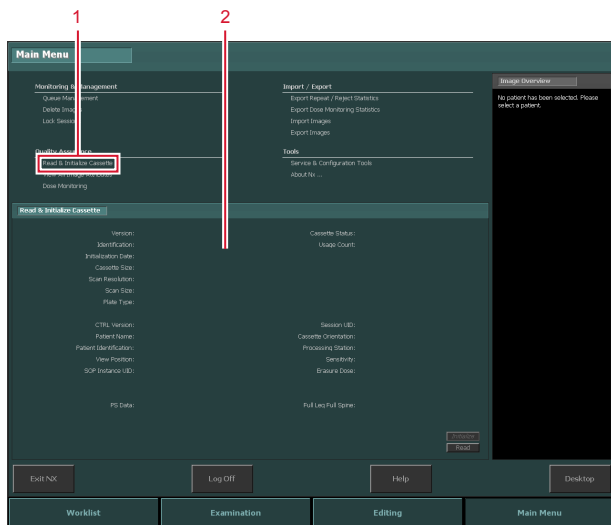 1
2
Main Menu
Monitoring & Management
Queue Management
Delete Images
Lock Session
Import / Export
Export Repeat / Reject Statistics
Export Dose Monitoring Statistics
Import Images
Export Images
Quality Assurance
Read & Initialize Cassette
View All Image Attributes
Dose Monitoring
Tools
Service & Configuration Tools
About Nx ...
Image Overview
No patient has been selected. Please
select a patient.
Read & Initialize Cassette
Version:
Identification:
Initialization Date:
Cassette Size:
Scan Resolution:
Scan Size:
Plate Type:
Cassette Status:
Usage Count:
CTRL Version:
Patient Name:
Patient Identification:
View Position:
SOP Instance UID:
Session UID:
Cassette Orientation:
Processing Station:
Sensitivity:
Erasure Dose:
PS Data:
Full Leg Full Spine:
Initialize
Read
Exit NX
Log Off
Help
Desktop
Worklist
Examination
Editing
Main Menu